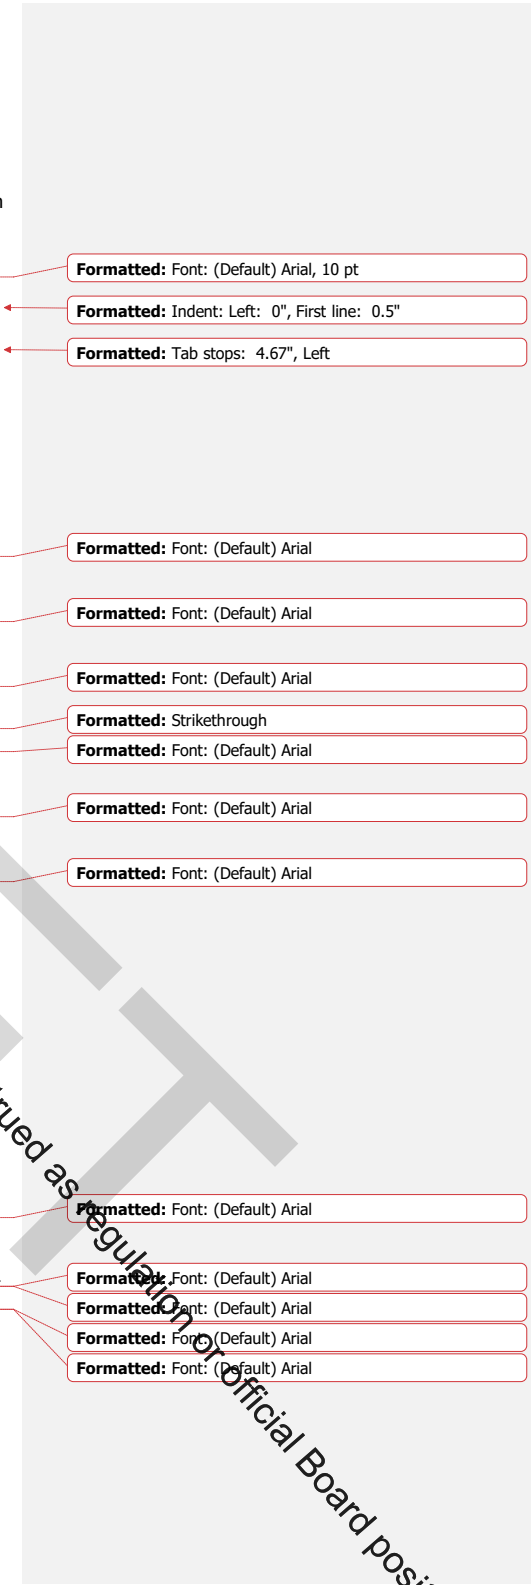 Formatted: Font: (Default) Arial, 10 pt
Formatted: Indent: Left: 0", First line: 0.5"
Formatted: Tab stops: 4.67", Left
Formatted: Font: (Default) Arial
Formatted: Font: (Default) Arial
Formatted: Font: (Default) Arial
Formatted: Strikethrough
Formatted: Font: (Default) Arial
Formatted: Font: (Default) Arial
Formatted: Font: (Default) Arial
Formatted: Font: (Default) Arial
Formatted: Font: (Default) Arial
Formatted: Font: (Default) Arial
Formatted: Font: (Default) Arial
Formatted: Font: (Default) Arial
as regulation or official Board